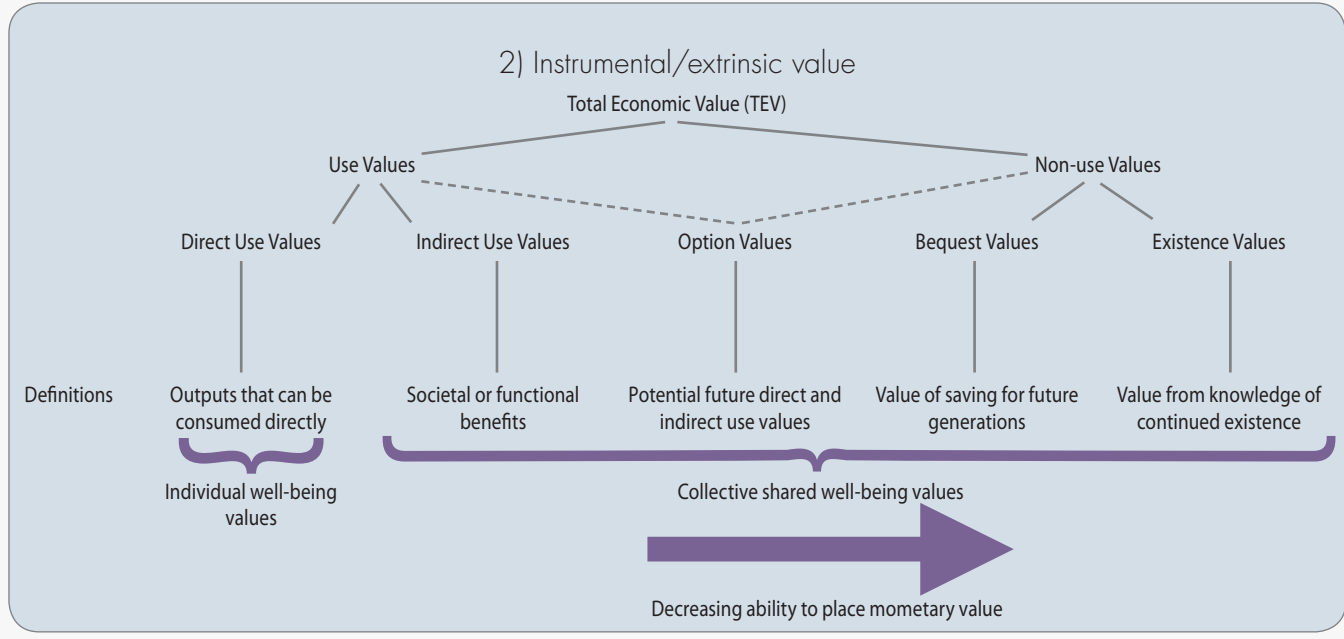 2) Instrumental/extrinsic value
Total Economic Value (TEV)
Use Values
Non-use Values
Direct Use Values
Indirect Use Values
Option Values
Bequest Values
Existence Values
Definitions
Outputs that can be
consumed directly
Societal or functional
benefits
Potential future direct and
indirect use values
Value of saving for future
generations
Value from knowledge of
continued existence
Individual well-being
values
Collective shared well-being values
Decreasing ability to place mometary value